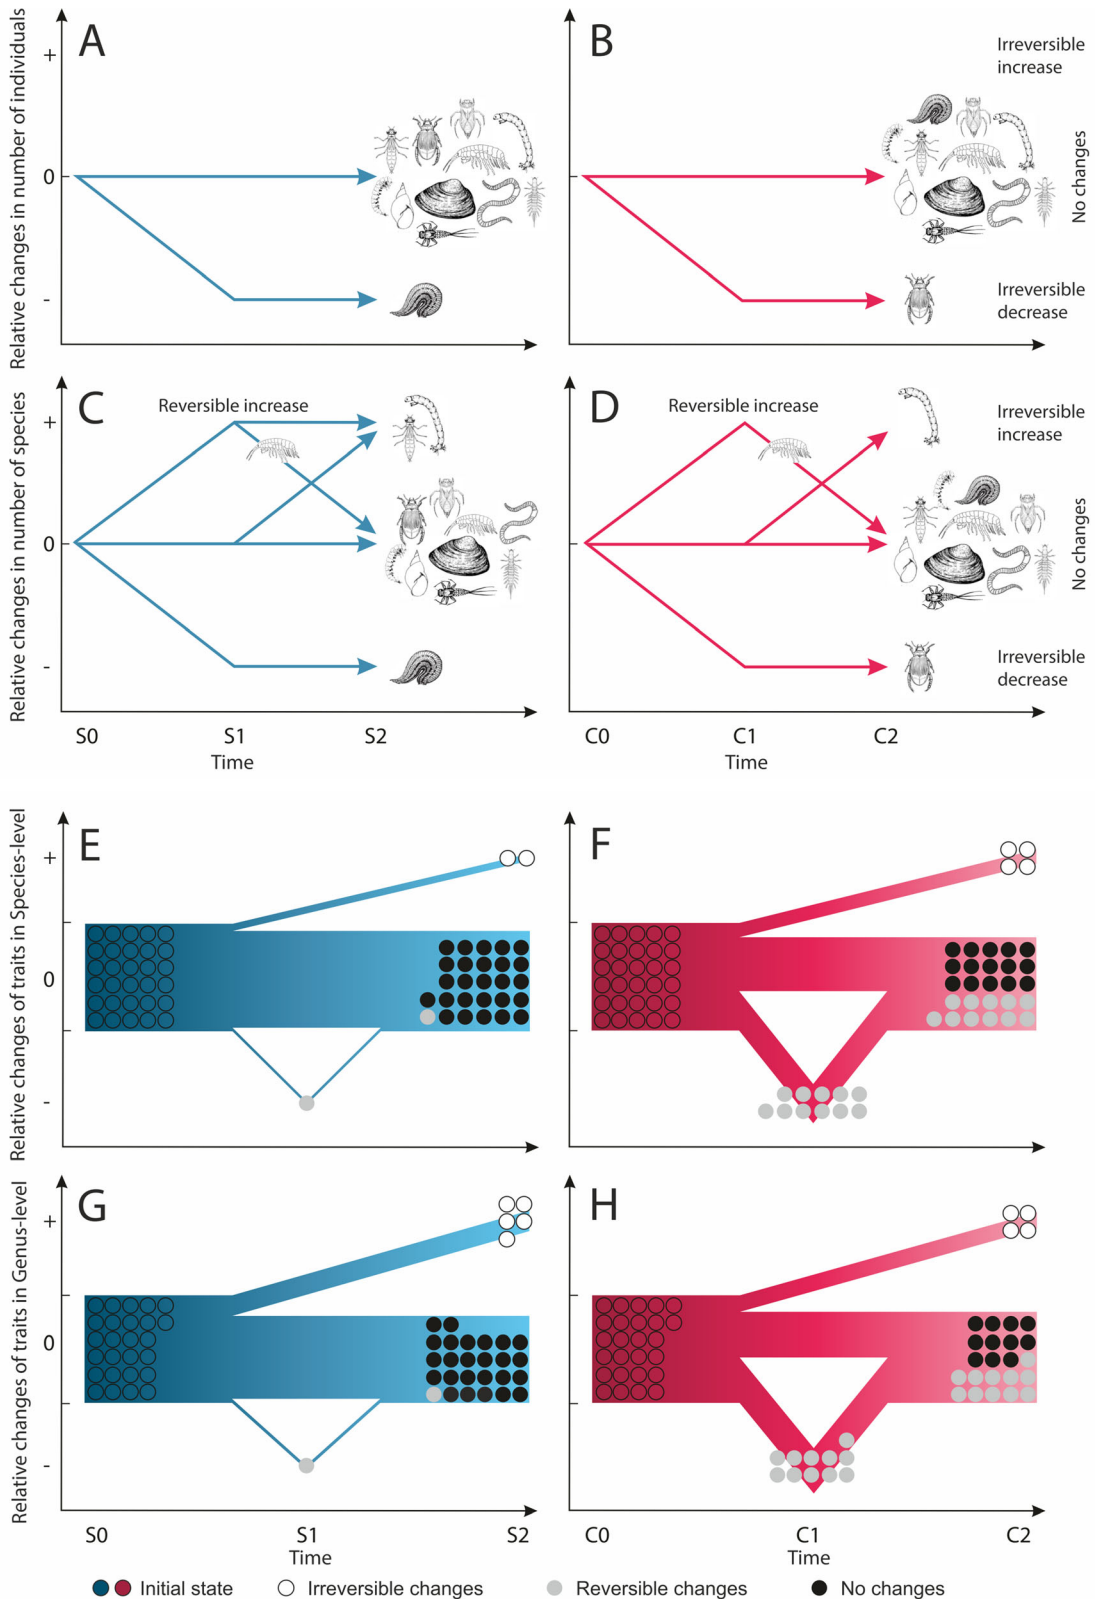 Relative changes in number of individuals
+
0
-
A
B
Irreversible
increase
No changes
Irreversible
decrease
Relative changes in number of species
+
0
-
C
Reversible increase
D
Reversible increase
Irreversible
increase
No changes
Irreversible
decrease
S0 S1 S2
Time
C0 C1 C2
Time
Relative changes of traits in Species-level
+
0
-
E
F
Relative changes of traits in Genus-level
+
0
-
G
H
S0 S1 S2
Time
C0 C1 C2
Time
Initial state Irreversible changes Reversible changes No changes